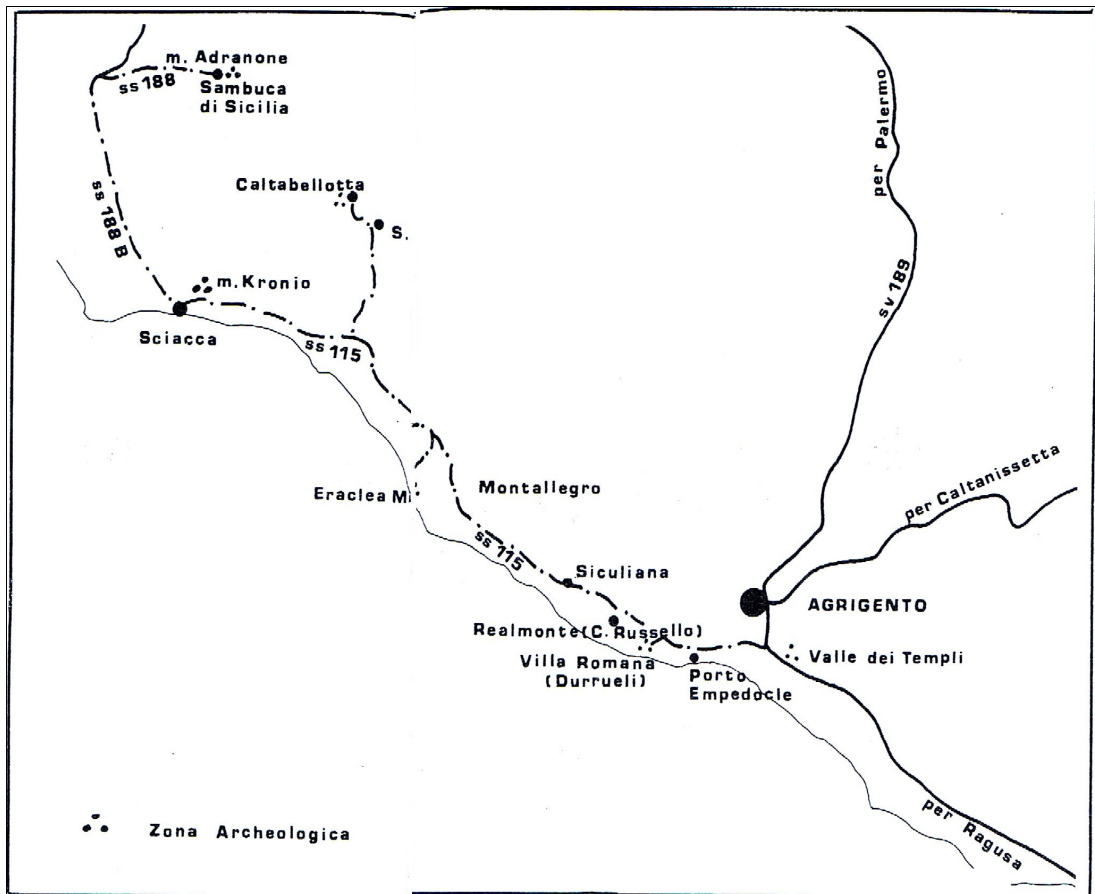 m. Adranone
ss 188
Sambuca
di Sicilia
per Palermo
Caltabellotta
S.
ss 188 B
m. Kronio
sv 189
Sciacca
ss 115
Eraclea M
Montallegro
per Caltanissetta
ss 115
Siculiana
AGRIGENTO
Realmonte (C. Russello)
Villa Romana
(Durrueli)
Valle dei Templi
Porto
Empedocle
per Ragusa
Zona Archeologica